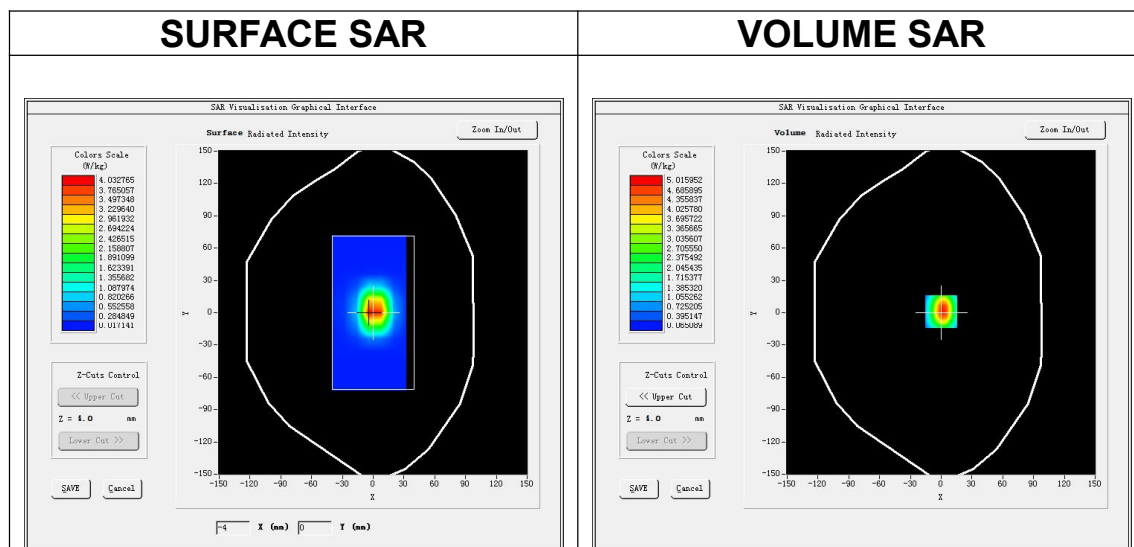 SURFACE SAR
VOLUME SAR
SAR Visualisation Graphical Interface
Surface Radiated Intensity
Zoom In/Out
Colors Scale
(W/kg)
4.032765
3.765057
3.497348
3.229640
2.961932
2.694224
2.426515
2.158807
1.891099
1.623391
1.355682
1.087974
0.820266
0.552558
0.284849
0.017141
150
120
90
60
30
0
-30
-60
-90
-120
-150
Y
-150 -120 -90 -60 -30 0 30 60 90 120 150
X
Z-Cuts Control
<< Upper Cut
Z = mm
Lower Cut >>
SAVE Cancel
-4 X (mm) 0 Y (mm)
SAR Visualisation Graphical Interface
Volume Radiated Intensity
Zoom In/Out
Colors Scale
(W/kg)
5.015952
4.685895
4.355837
4.025780
3.695722
3.365665
3.035607
2.705550
2.375492
2.045435
1.715377
1.385320
1.055262
0.725205
0.395147
0.065089
150
120
90
60
30
0
-30
-60
-90
-120
-150
Y
-150 -120 -90 -60 -30 0 30 60 90 120 150
X
Z-Cuts Control
<< Upper Cut
Z = mm
Lower Cut >>
SAVE Cancel